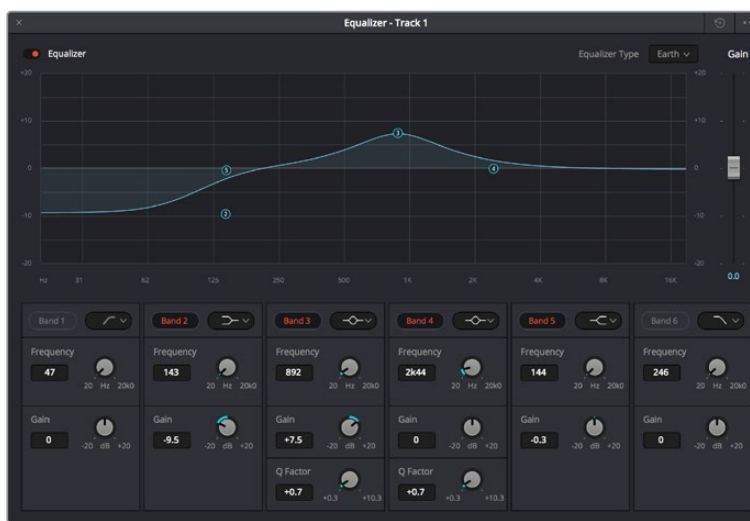 Equalizer - Track 1
Equalizer
Equalizer Type Earth Gain
+20 +20
+10 +10
0 0
-10 -10
-20 -20
3
5
4
2
Hz 31 62 125 250 500 1K 2K 4K 8K 16K
0.0
Band 1 Band 2 Band 3 Band 4 Band 5 Band 6
Frequency Frequency Frequency Frequency Frequency Frequency
47 143 892 2k44 144 246
20 Hz 20k0 20 Hz 20k0 20 Hz 20k0 20 Hz 20k0 20 Hz 20k0 20 Hz 20k0
Gain Gain Gain Gain Gain Gain
0 -9.5 +7.5 0 -0.3 0
-20 dB +20 -20 dB +20 -20 dB +20 -20 dB +20 -20 dB +20 -20 dB +20
Q Factor Q Factor
+0.7 +0.7
+0.3 +10.3 +0.3 +10.3